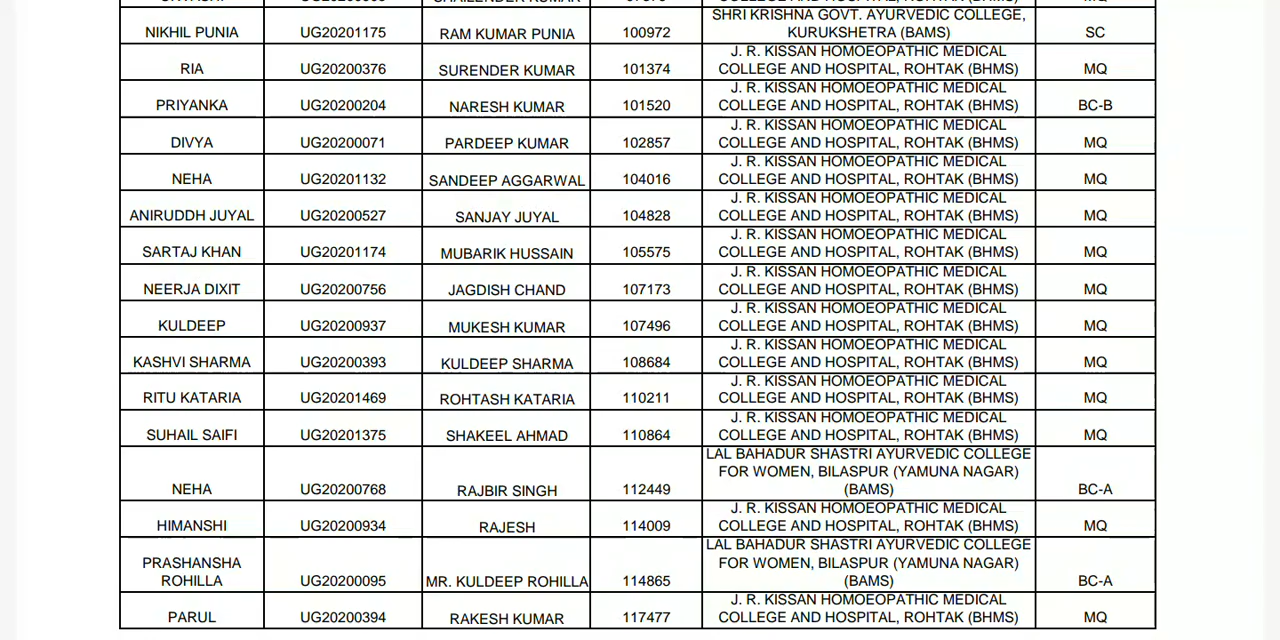 NIKHIL PUNIA UG20201175 RAM KUMAR PUNIA 100972 SHRI KRISHNA GOVT. AYURVEDIC COLLEGE,
KURUKSHETRA (BAMS) SC
RIA UG20200376 SURENDER KUMAR 101374 J. R. KISSAN HOMOEOPATHIC MEDICAL
COLLEGE AND HOSPITAL, ROHTAK (BHMS) MQ
PRIYANKA UG20200204 NARESH KUMAR 101520 J. R. KISSAN HOMOEOPATHIC MEDICAL
COLLEGE AND HOSPITAL, ROHTAK (BHMS) BC-B
DIVYA UG20200071 PARDEEP KUMAR 102857 J. R. KISSAN HOMOEOPATHIC MEDICAL
COLLEGE AND HOSPITAL, ROHTAK (BHMS) MQ
NEHA UG20201132 SANDEEP AGGARWAL 104016 J. R. KISSAN HOMOEOPATHIC MEDICAL
COLLEGE AND HOSPITAL, ROHTAK (BHMS) MQ
ANIRUDDH JUYAL UG20200527 SANJAY JUYAL 104828 J. R. KISSAN HOMOEOPATHIC MEDICAL
COLLEGE AND HOSPITAL, ROHTAK (BHMS) MQ
SARTAJ KHAN UG20201174 MUBARIK HUSSAIN 105575 J. R. KISSAN HOMOEOPATHIC MEDICAL
COLLEGE AND HOSPITAL, ROHTAK (BHMS) MQ
NEERJA DIXIT UG20200756 JAGDISH CHAND 107173 J. R. KISSAN HOMOEOPATHIC MEDICAL
COLLEGE AND HOSPITAL, ROHTAK (BHMS) MQ
KULDEEP UG20200937 MUKESH KUMAR 107496 J. R. KISSAN HOMOEOPATHIC MEDICAL
COLLEGE AND HOSPITAL, ROHTAK (BHMS) MQ
KASHVI SHARMA UG20200393 KULDEEP SHARMA 108684 J. R. KISSAN HOMOEOPATHIC MEDICAL
COLLEGE AND HOSPITAL, ROHTAK (BHMS) MQ
RITU KATARIA UG20201469 ROHTASH KATARIA 110211 J. R. KISSAN HOMOEOPATHIC MEDICAL
COLLEGE AND HOSPITAL, ROHTAK (BHMS) MQ
SUHAIL SAIFI UG20201375 SHAKEEL AHMAD 110864 J. R. KISSAN HOMOEOPATHIC MEDICAL
COLLEGE AND HOSPITAL, ROHTAK (BHMS) MQ
NEHA UG20200768 RAJBIR SINGH 112449 LAL BAHADUR SHASTRI AYURVEDIC COLLEGE
FOR WOMEN, BILASPUR (YAMUNA NAGAR)
(BAMS) BC-A
HIMANSHI UG20200934 RAJESH 114009 J. R. KISSAN HOMOEOPATHIC MEDICAL
COLLEGE AND HOSPITAL, ROHTAK (BHMS) MQ
PRASHANSHA
ROHILLA UG20200095 MR. KULDEEP ROHILLA 114865 LAL BAHADUR SHASTRI AYURVEDIC COLLEGE
FOR WOMEN, BILASPUR (YAMUNA NAGAR)
(BAMS) BC-A
PARUL UG20200394 RAKESH KUMAR 117477 J. R. KISSAN HOMOEOPATHIC MEDICAL
COLLEGE AND HOSPITAL, ROHTAK (BHMS) MQ